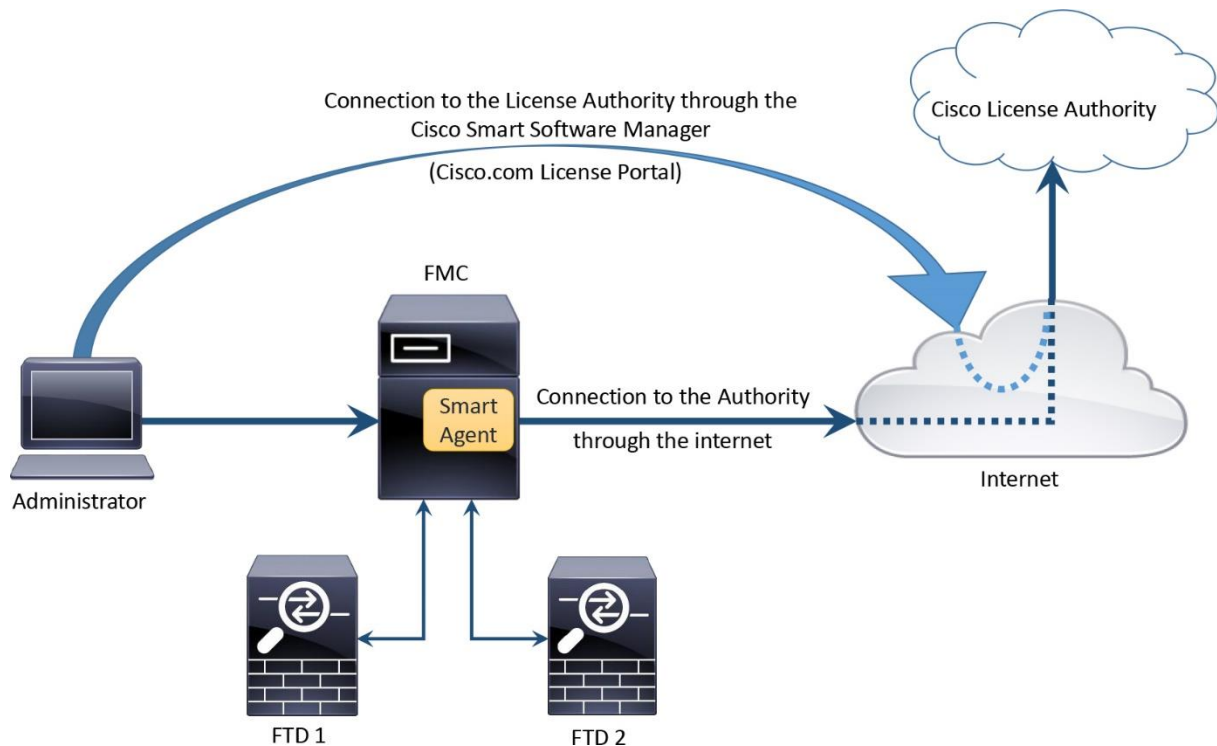 Cisco License Authority
Connection to the License Authority through the
Cisco Smart Software Manager
(Cisco.com License Portal)
FMC
Smart
Agent
Connection to the Authority
through the internet
Administrator
Internet
FTD 1
FTD 2